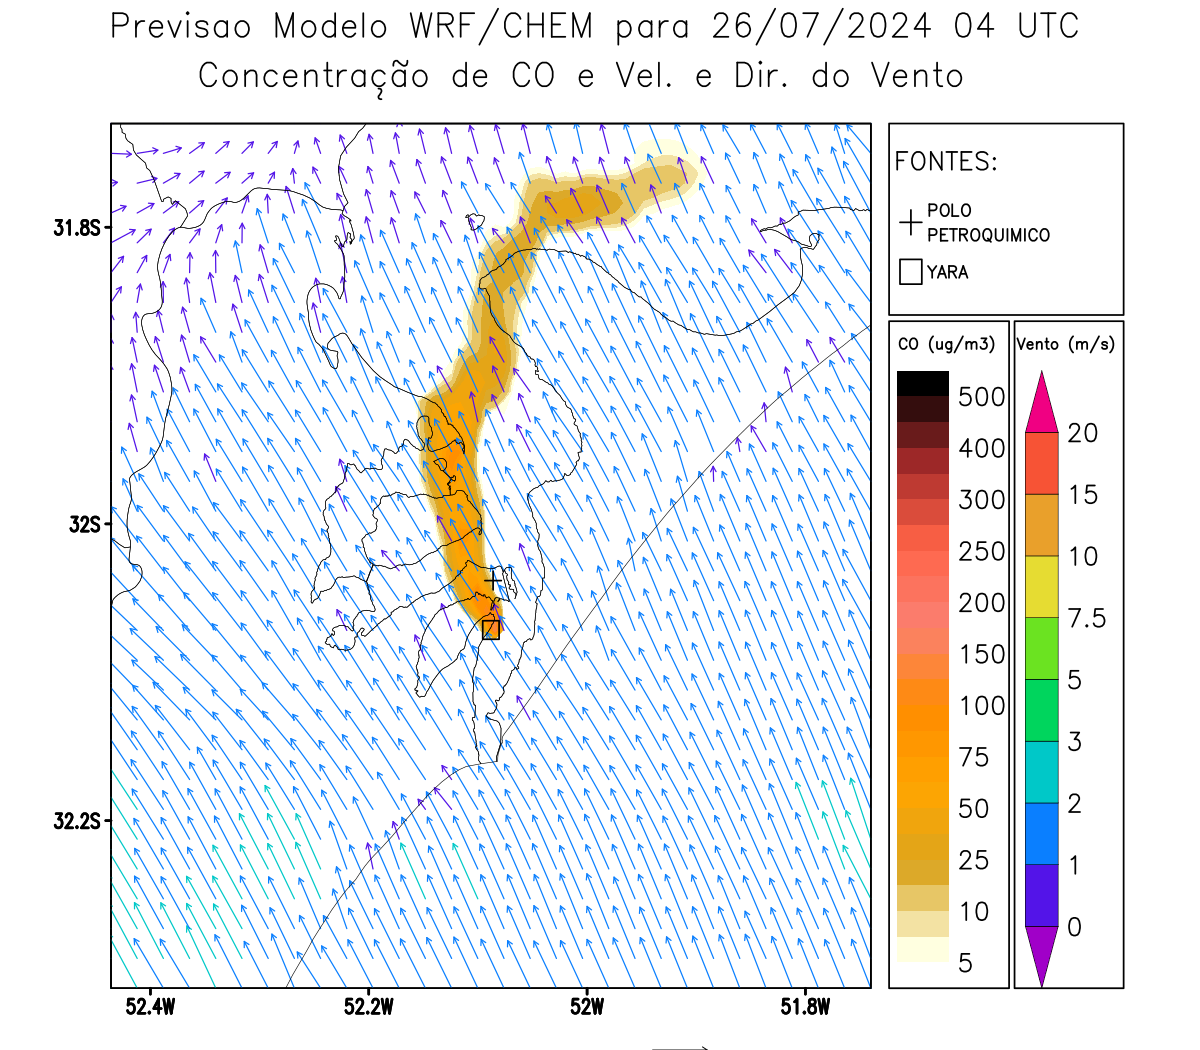 Previsao Modelo WRF/CHEM para 26/07/2024 04 UTC
Concentração de CO e Vel. e Dir. do Vento
FONTES:
POLO
PETROQUIMICO
YARA
CO (ug/m3)
500
400
300
250
200
150
100
75
50
25
10
5
Vento (m/s)
20
15
10
7.5
5
3
2
1
0
31.8S
32S
32.2S
52.4W
52.2W
52W
51.8W